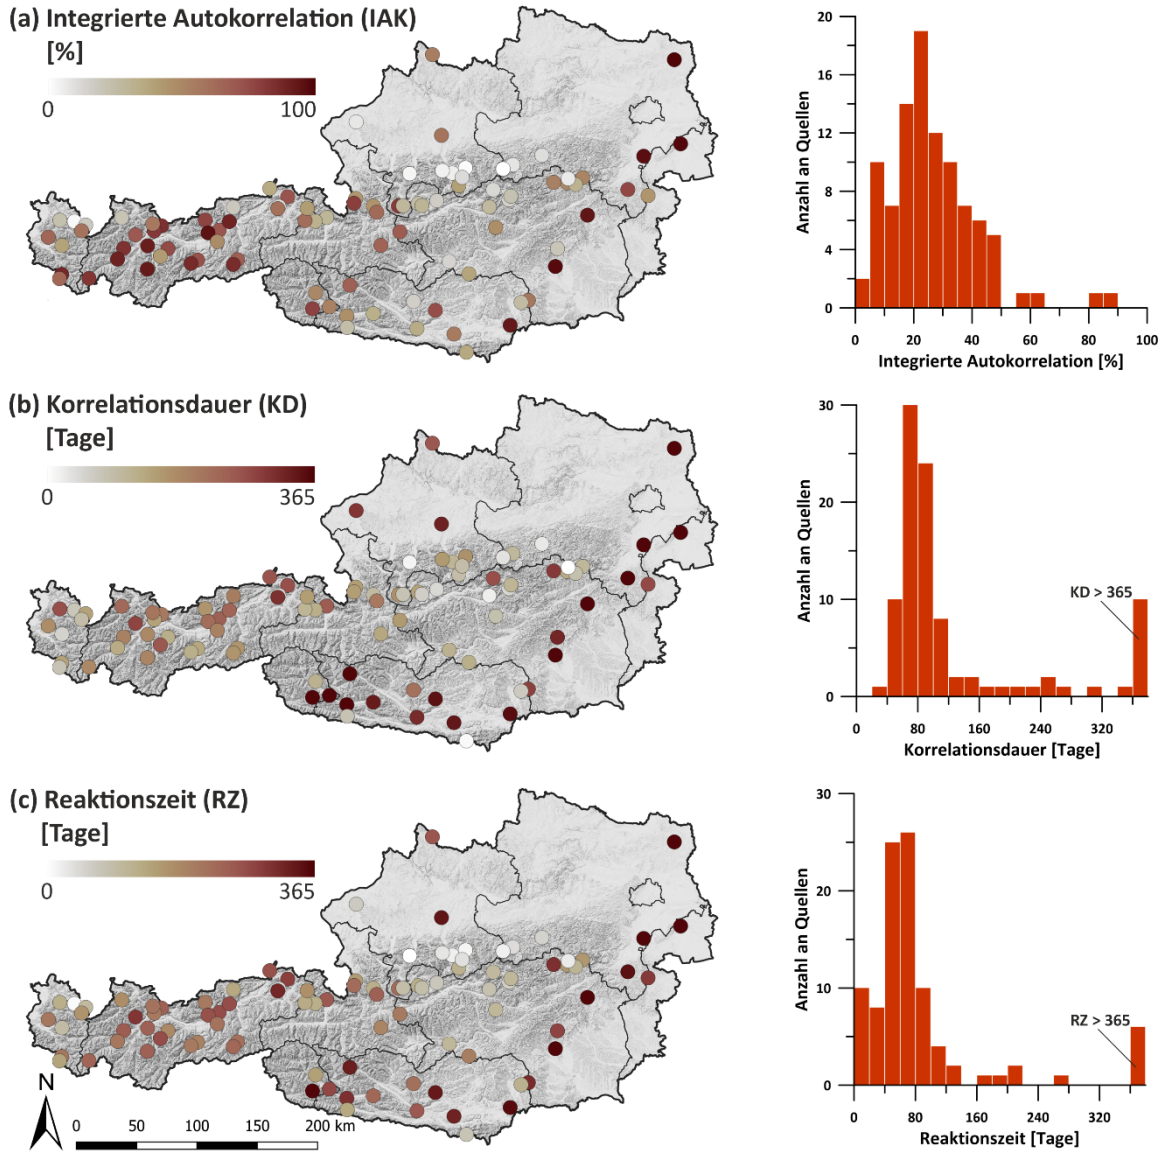 (a) Integrierte Autokorrelation (IAK)
[%]
0 100
Anzahl an Quellen
20
16
12
8
4
0
0 20 40 60 80 100
Integrierte Autokorrelation [%]
(b) Korrelationsdauer (KD)
[Tage]
0 365
Anzahl an Quellen
30
20
10
0
KD > 365
0 80 160 240 320
Korrelationsdauer [Tage]
(c) Reaktionszeit (RZ)
[Tage]
0 365
N
0 50 100 150 200 km
Anzahl an Quellen
30
20
10
0
RZ > 365
0 80 160 240 320
Reaktionszeit [Tage]